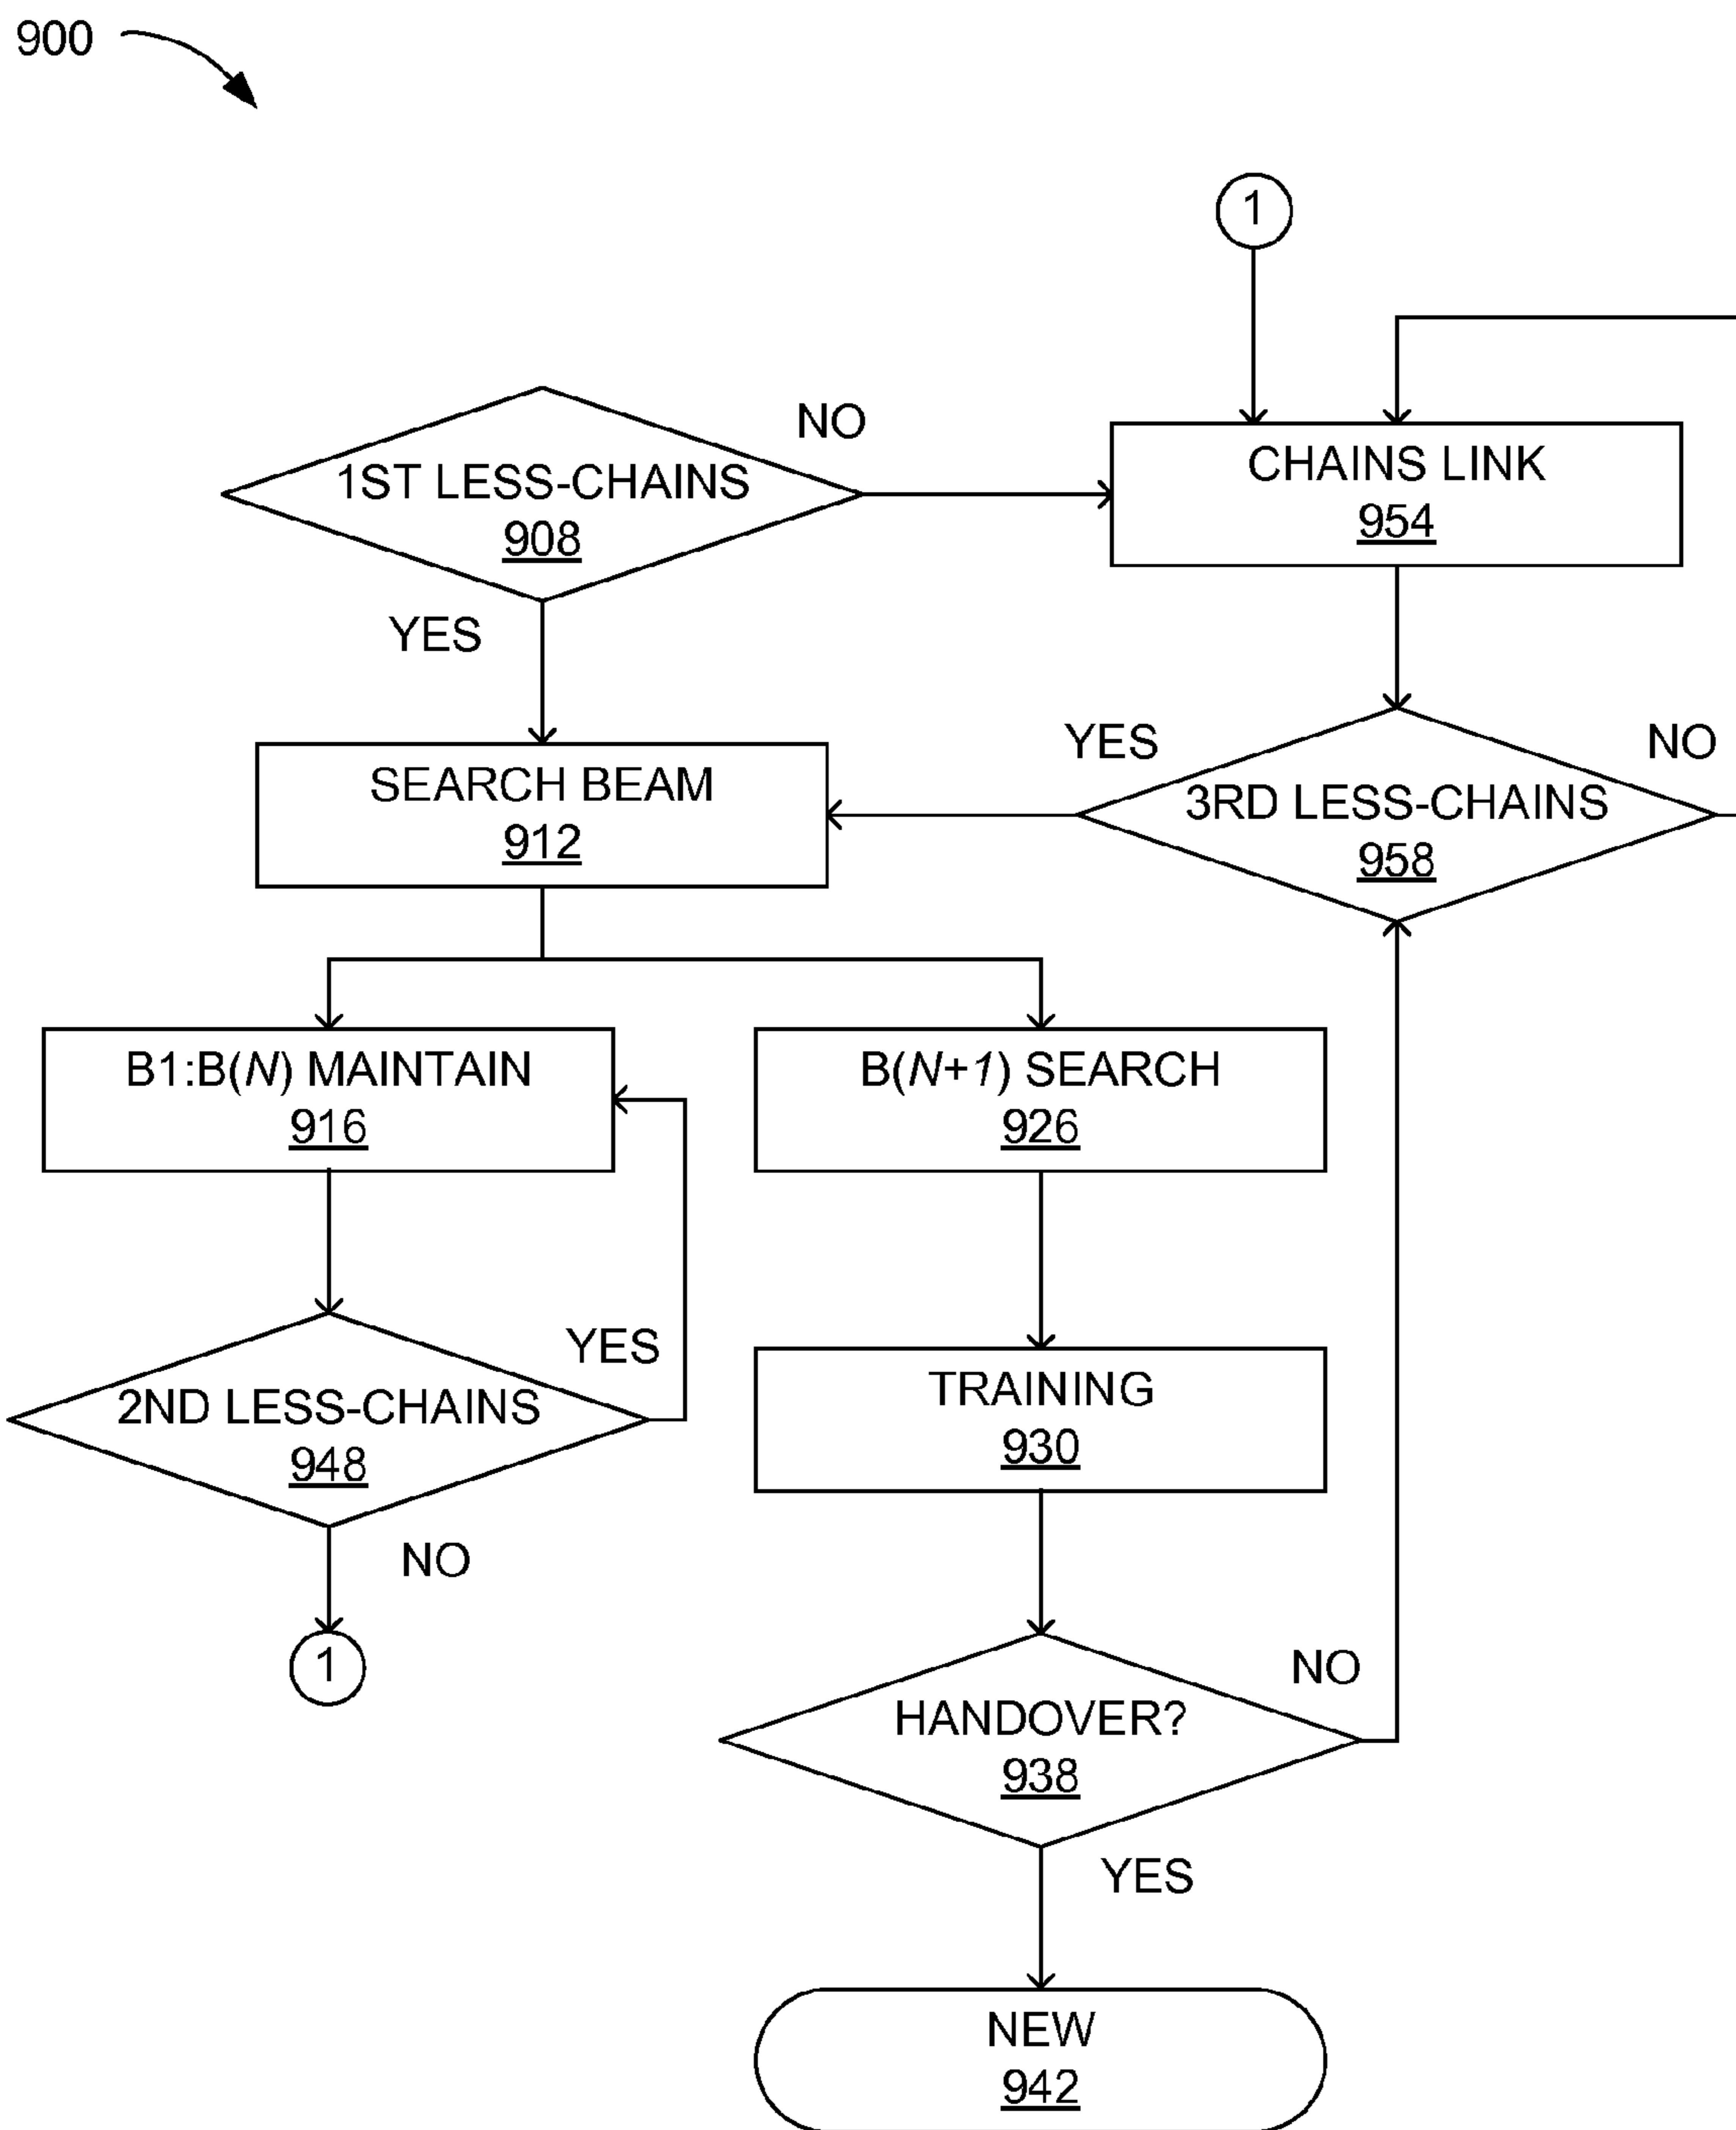 900
1
NO
1ST LESS-CHAINS
908
CHAINS LINK
954
YES
YES
NO
SEARCH BEAM
912
3RD LESS-CHAINS
958
B1:B(N) MAINTAIN
916
B(N+1) SEARCH
926
YES
2ND LESS-CHAINS
948
TRAINING
930
NO
1
NO
HANDOVER?
938
YES
NEW
942